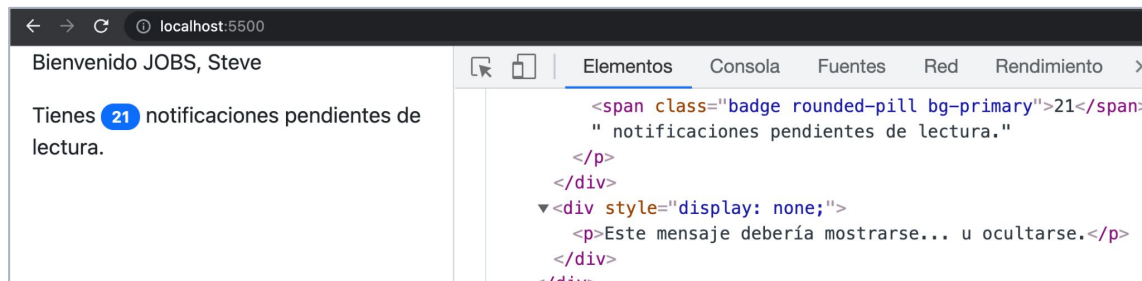 localhost:5500
Bienvenido JOBS, Steve
Tienes 21 notificaciones pendientes de
lectura.
Elementos Consola Fuentes Red Rendimiento
<span class="badge rounded-pill bg-primary">21</span>
" notificaciones pendientes de lectura."
</p>
</div>
▼<div style="display: none;">
<p>Este mensaje debería mostrarse... u ocultarse.</p>
</div>